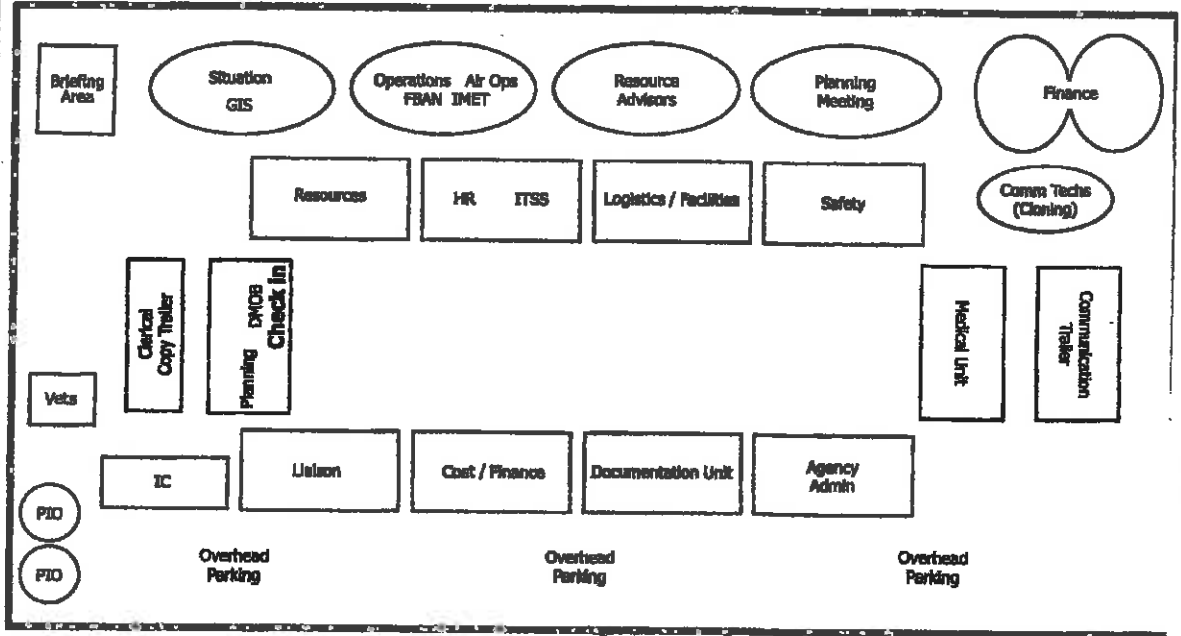 Briefing
Area
Situation
GIS
Operations Air Ops
FBAN IMET
Resource
Advisors
Planning
Meeting
Finance
Resources
HR ITSS
Logistics / Facilities
Safety
Comm Techs
(Cloning)
Clerical
Copy Trailer
Planning DMOB
Check in
Medical Unit
Communication
Trailer
Vets
IC
Liaison
Cost / Finance
Documentation Unit
Agency
Admin
PIO
PIO
Overhead
Parking
Overhead
Parking
Overhead
Parking